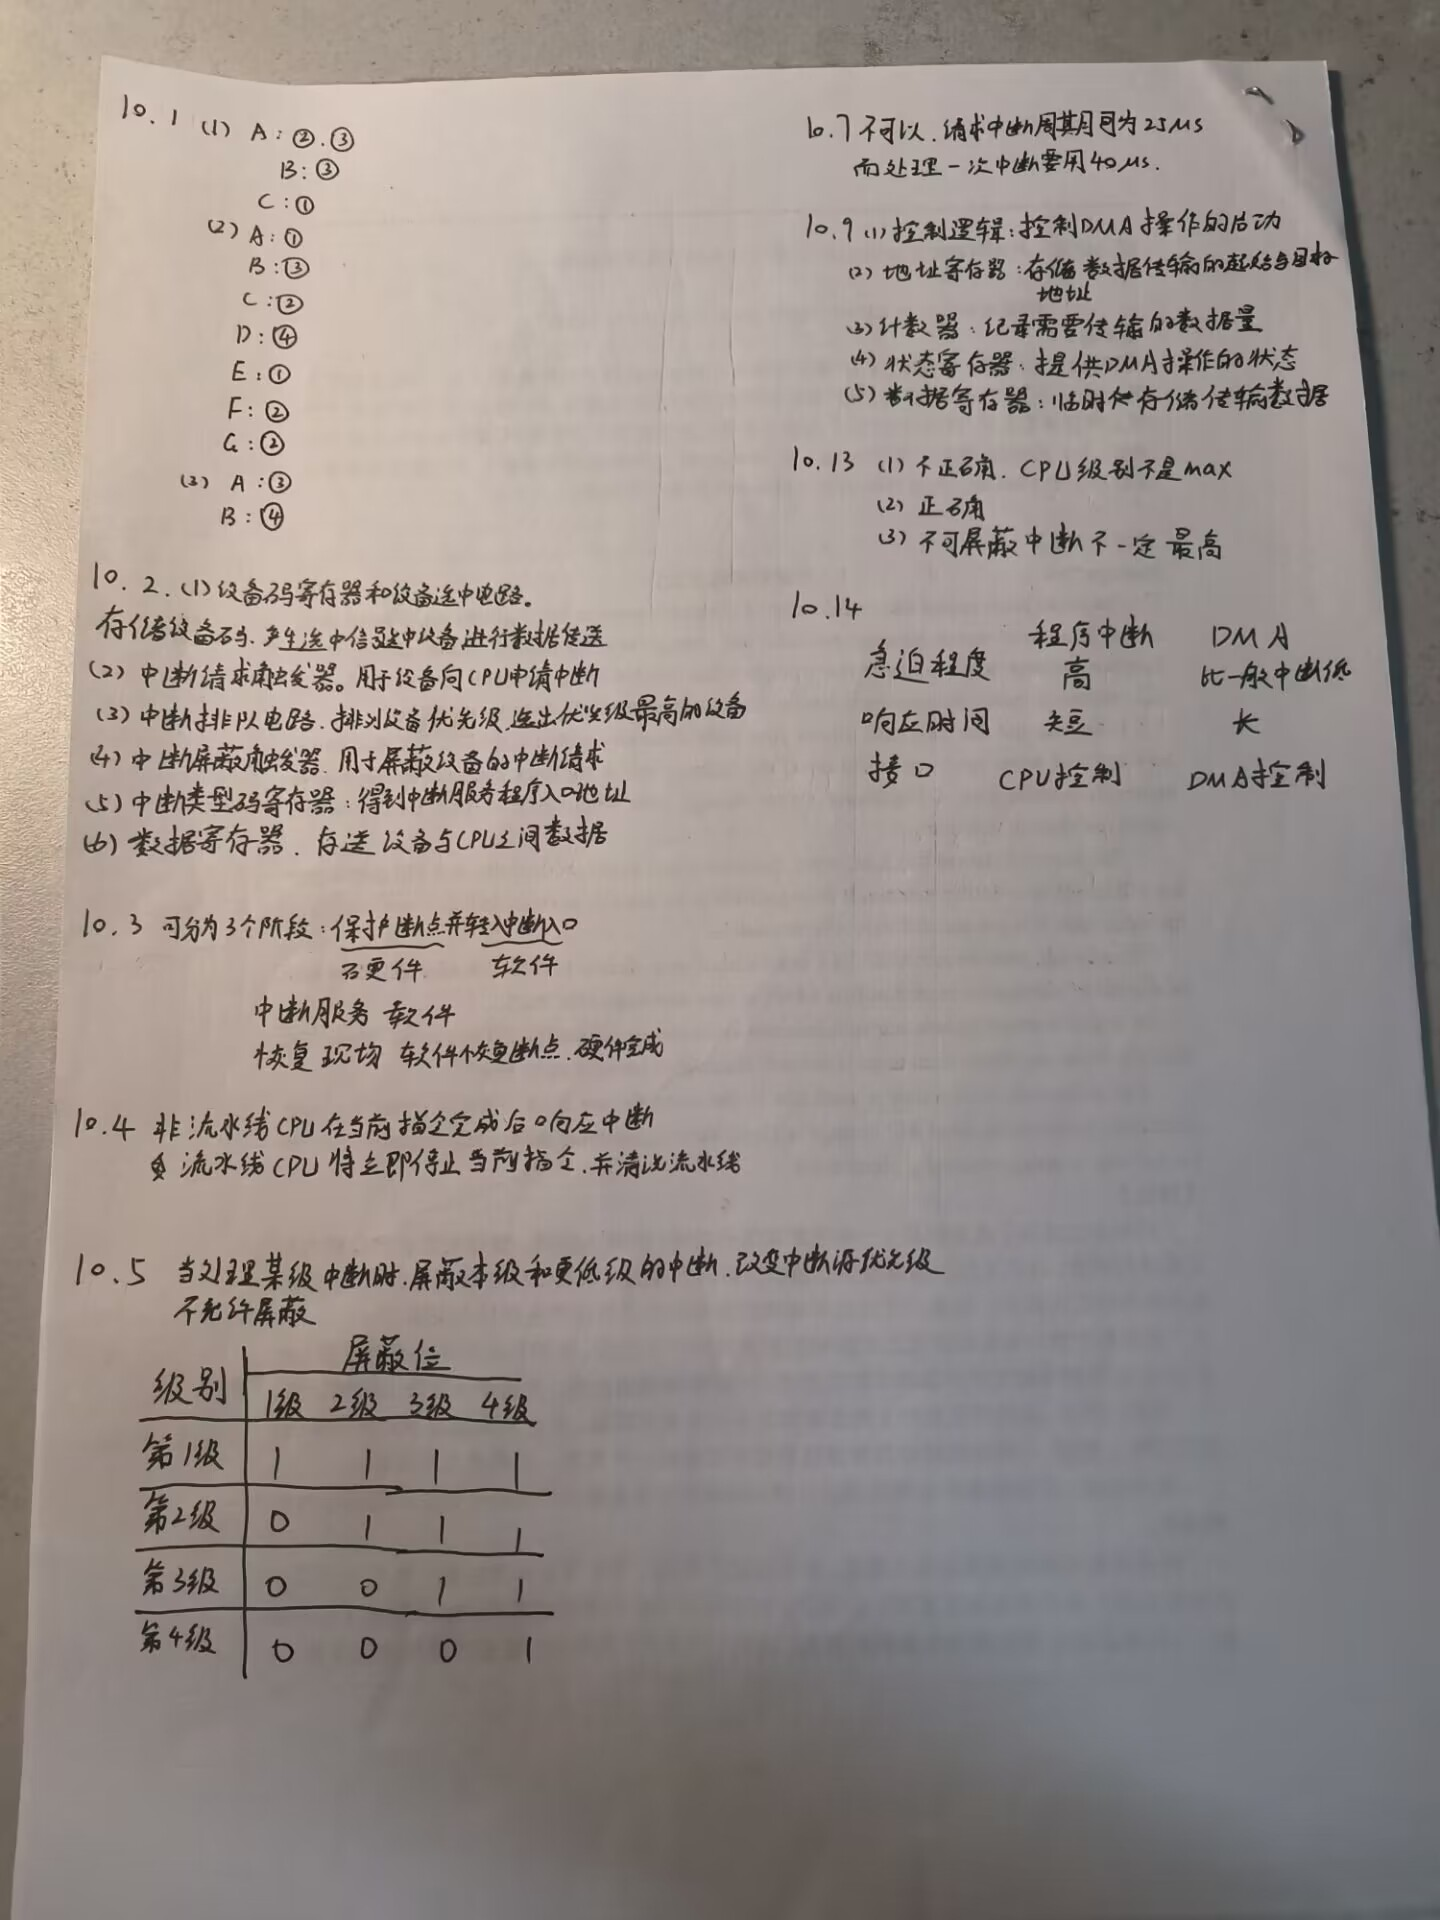 10.1 (1) A:②.③
B:③
C:①
(2) A:①
B:③
C:②
D:④
E:①
F:②
G:②
(3) A:③
B:④
10.2.(1)设备码寄存器和设备选中电路。
存储设备码、产生选中信号选中设备进行数据传送
(2)中断请求触发器。用于设备向CPU申请中断
(3)中断排队电路.排列设备优先级,选出优先级最高的设备
(4)中断屏蔽触发器.用于屏蔽设备的中断请求
(5)中断类型码寄存器:得到中断服务程序入口地址
(6)数据寄存器.存送设备与CPU之间数据
10.3 可分为3个阶段:保护断点并转入中断入口
硬件 软件
中断服务 软件
恢复现场 软件恢复断点.硬件完成
10.4 非流水线CPU在当前指令完成后响应中断
流水线CPU将立即停止当前指令.并清洗流水线
10.5 当处理某级中断时.屏蔽本级和更低级的中断.改变中断源优先级
不允许屏蔽
屏蔽位
级别 1级 2级 3级 4级
第1级 1 1 1 1
第2级 0 1 1 1
第3级 0 0 1 1
第4级 0 0 0 1
10.7 不可以.请求中断周期为25μs
而处理一次中断要用40μs.
10.9 (1)控制逻辑:控制DMA操作的启动
(2)地址寄存器:存储数据传输的起始与目标
地址
(3)计数器:纪录需要传输的数据量
(4)状态寄存器:提供DMA操作的状态
(5)数据寄存器:临时存储传输数据
10.13 (1)不正确.CPU级别不是max
(2)正确
(3)不可屏蔽中断不一定最高
10.14
程序中断 DMA
急迫程度 高 比一般中断低
响应时间 短 长
接口 CPU控制 DMA控制